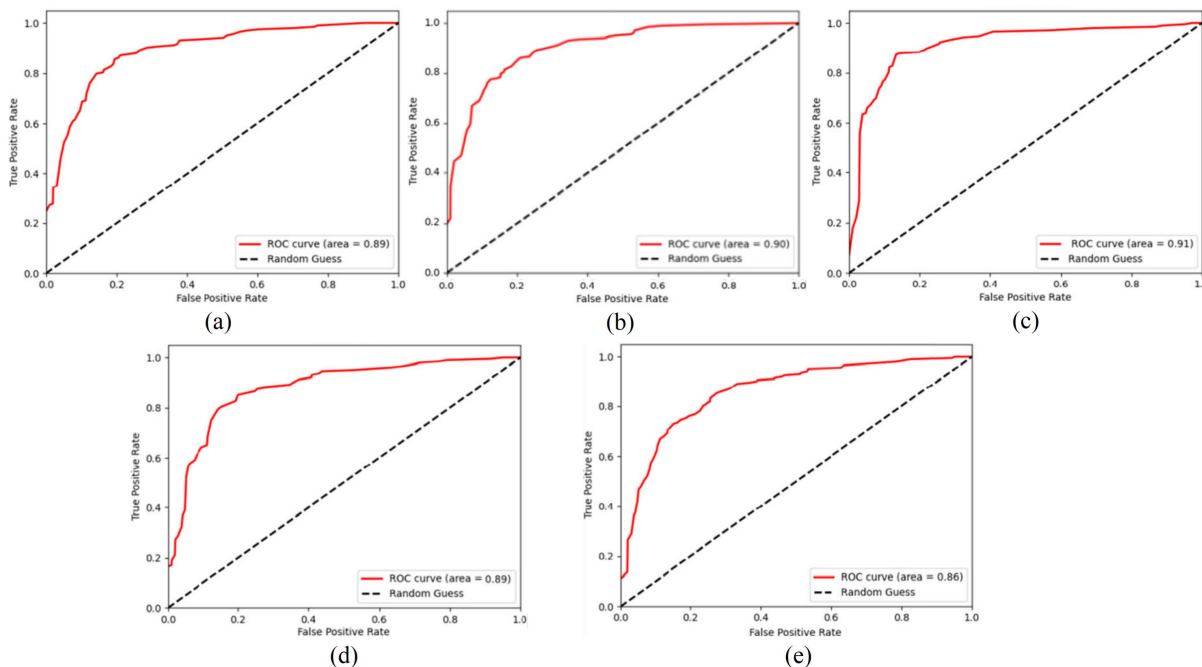 1.0
0.8
0.6
0.4
0.2
0.0
True Positive Rate
ROC curve (area = 0.89)
Random Guess
0.0 0.2 0.4 0.6 0.8 1.0
False Positive Rate
(a)
1.0
0.8
0.6
0.4
0.2
0.0
True Positive Rate
ROC curve (area = 0.90)
Random Guess
0.0 0.2 0.4 0.6 0.8 1.0
False Positive Rate
(b)
1.0
0.8
0.6
0.4
0.2
0.0
True Positive Rate
ROC curve (area = 0.91)
Random Guess
0.0 0.2 0.4 0.6 0.8 1.0
False Positive Rate
(c)
1.0
0.8
0.6
0.4
0.2
0.0
True Positive Rate
ROC curve (area = 0.89)
Random Guess
0.0 0.2 0.4 0.6 0.8 1.0
False Positive Rate
(d)
1.0
0.8
0.6
0.4
0.2
0.0
True Positive Rate
ROC curve (area = 0.86)
Random Guess
0.0 0.2 0.4 0.6 0.8 1.0
False Positive Rate
(e)